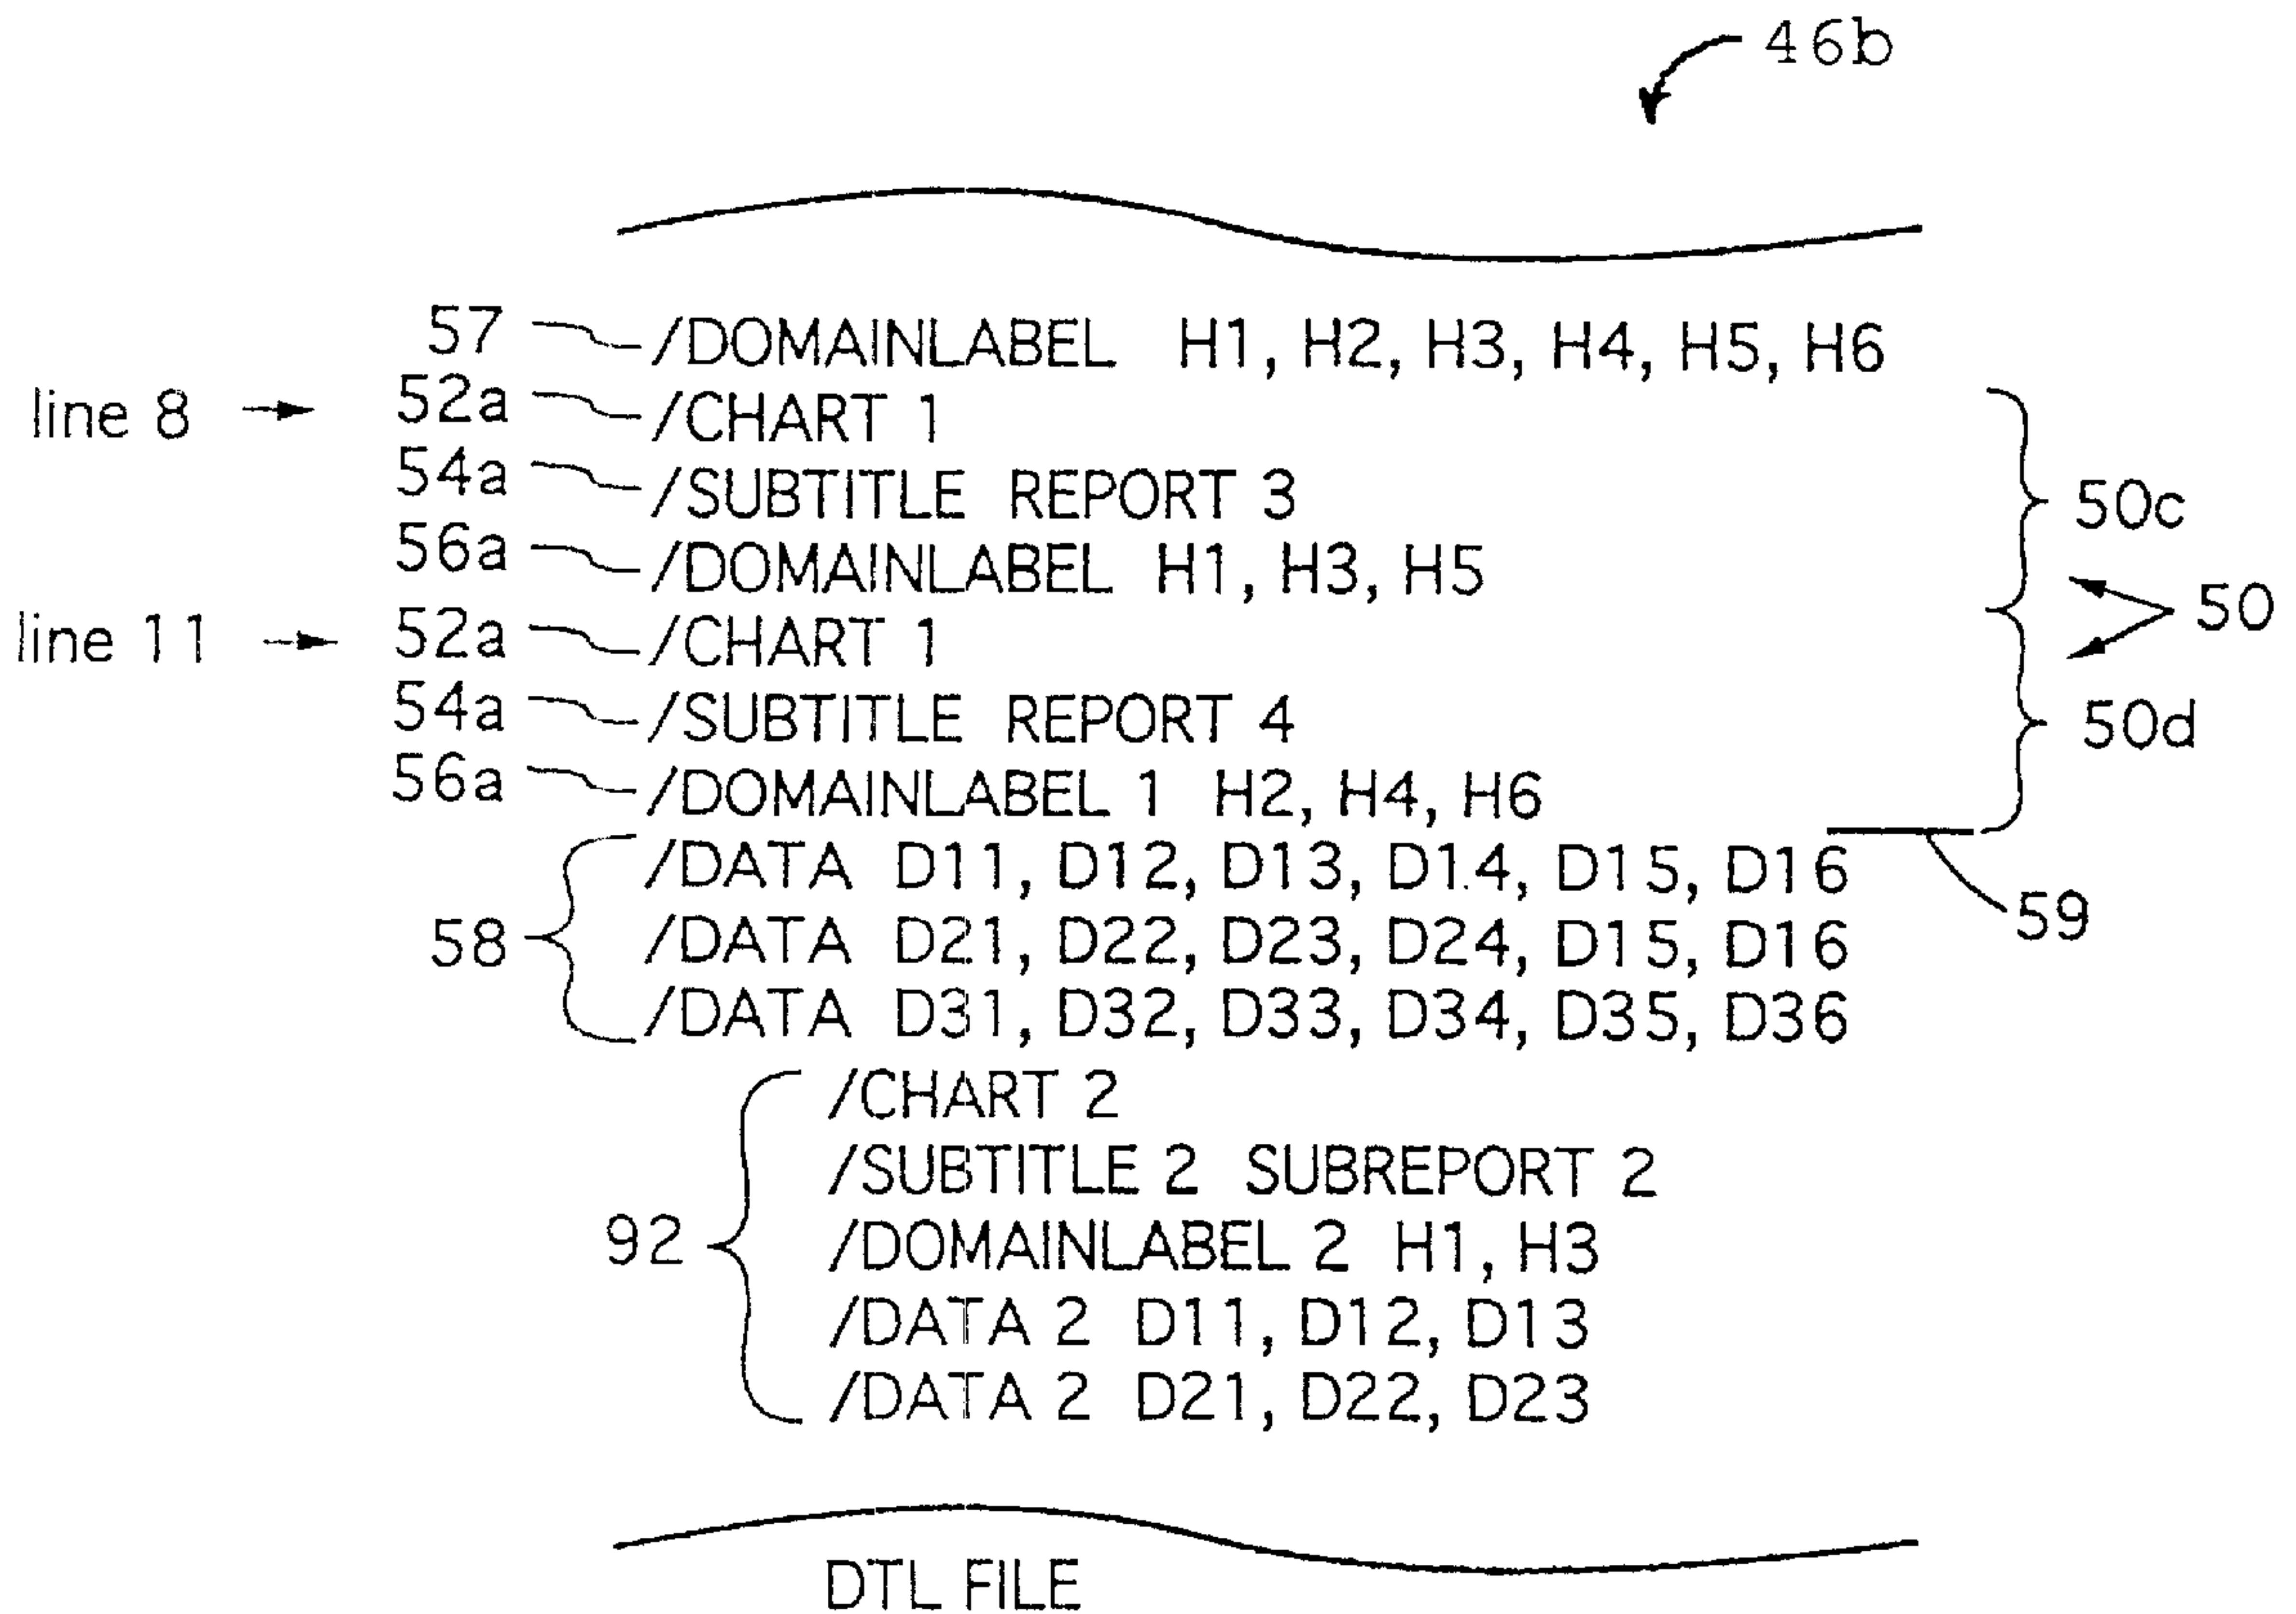 46b
57 /DOMAINLABEL H1, H2, H3, H4, H5, H6
line 8 52a /CHART 1
54a /SUBTITLE REPORT 3
50c
56a /DOMAINLABEL H1, H3, H5
50
line 11 52a /CHART 1
54a /SUBTITLE REPORT 4
50d
56a /DOMAINLABEL 1 H2, H4, H6
/DATA D11, D12, D13, D14, D15, D16
59
58 /DATA D21, D22, D23, D24, D15, D16
/DATA D31, D32, D33, D34, D35, D36
/CHART 2
/SUBTITLE 2 SUBREPORT 2
92 /DOMAINLABEL 2 H1, H3
/DATA 2 D11, D12, D13
/DATA 2 D21, D22, D23
DTL FILE